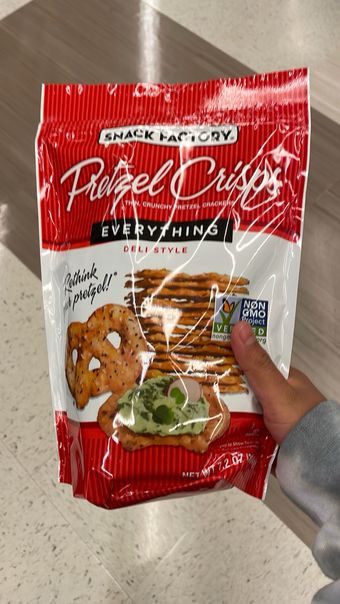 SNACK FACTORY.
Pretzel Crisps
THIN, CRUNCHY PRETZEL CRACKERS
EVERYTHING
DELI STYLE
Rethink
pretzel!
NON
GMO
Project
VERIFIED
NET WT 7.2 OZ